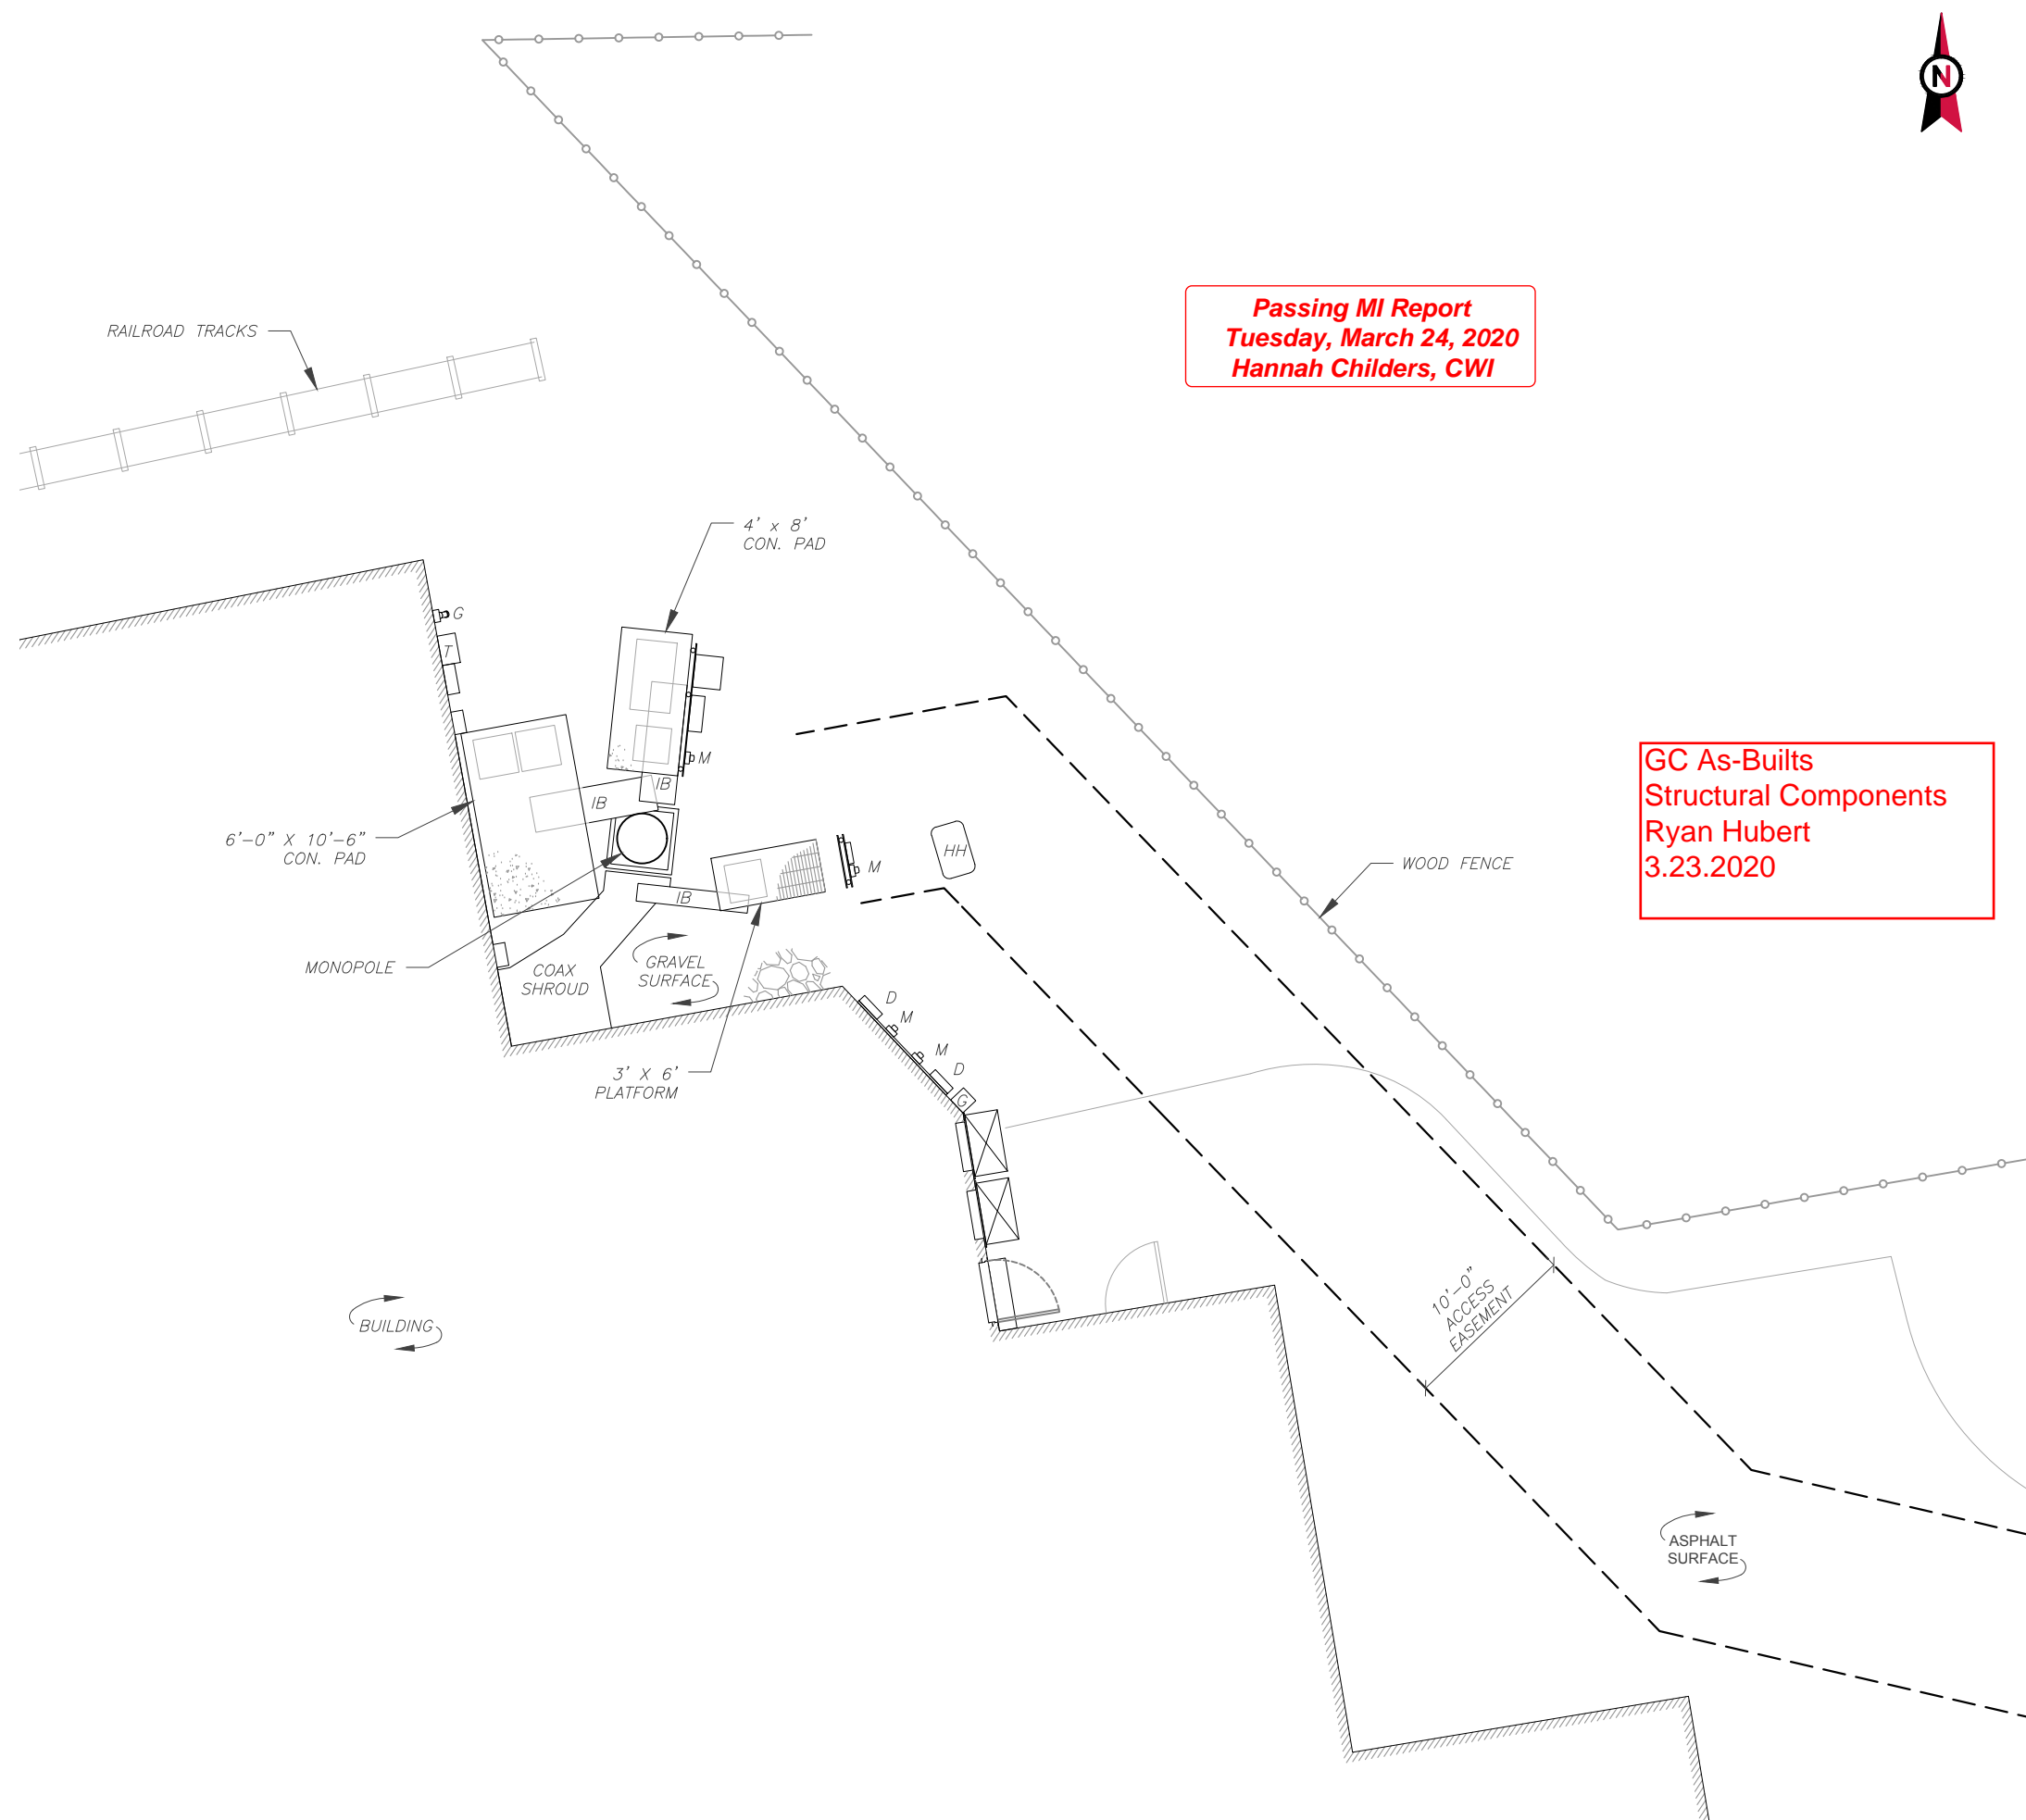 N
Passing MI Report
Tuesday, March 24, 2020
Hannah Childers, CWI
RAILROAD TRACKS
4' x 8'
CON. PAD
G
T
M
IB
IB
6'-0" X 10'-6"
CON. PAD
GC As-Builts
Structural Components
Ryan Hubert
3.23.2020
HH
M
WOOD FENCE
IB
MONOPOLE
COAX
SHROUD
GRAVEL
SURFACE
D
M
M
D
G
3' X 6'
PLATFORM
10'-0"
ACCESS
EASEMENT
BUILDING
ASPHALT
SURFACE